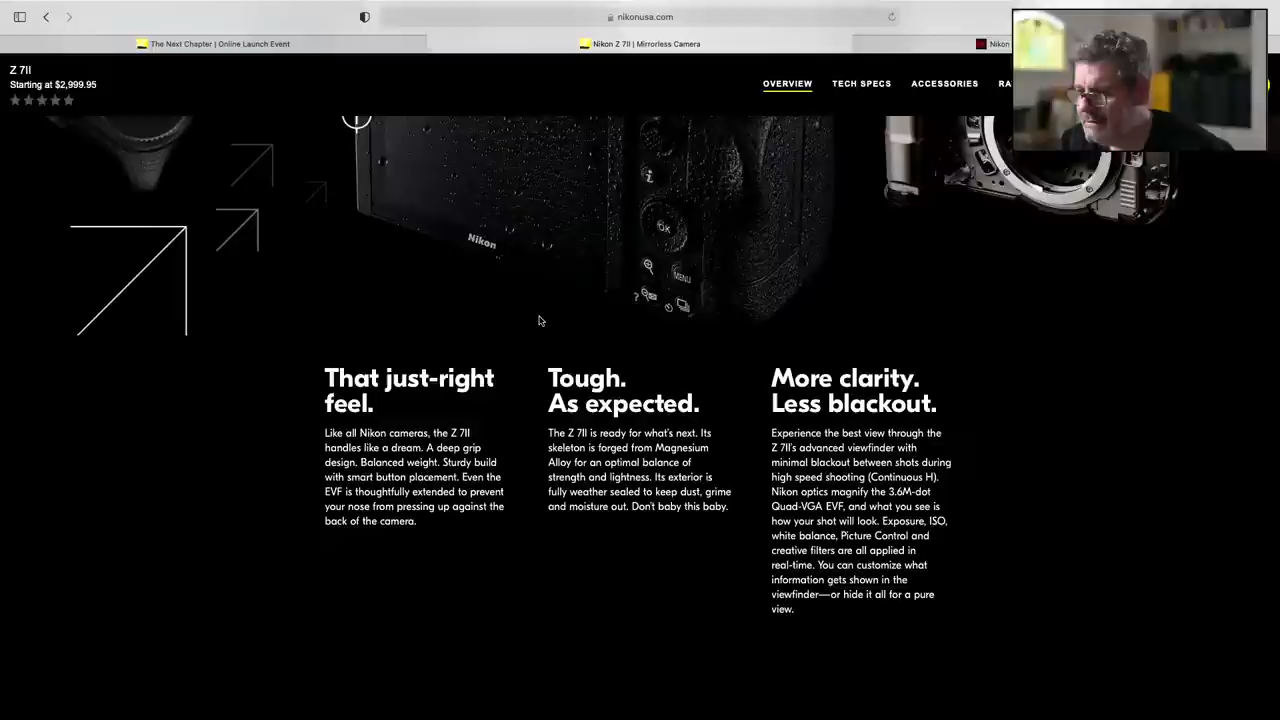 nikonusa.com
The Next Chapter | Online Launch Event
Nikon Z 7II | Mirrorless Camera
Nikon
Z 7II
Starting at $2,999.95
OVERVIEW
TECH SPECS
ACCESSORIES
RA
i
OK
Nikon
MENU
?
That just-right
feel.
Like all Nikon cameras, the Z 7II
handles like a dream. A deep grip
design. Balanced weight. Sturdy build
with smart button placement. Even the
EVF is thoughtfully extended to prevent
your nose from pressing up against the
back of the camera.
Tough.
As expected.
The Z 7II is ready for what's next. Its
skeleton is forged from Magnesium
Alloy for an optimal balance of
strength and lightness. Its exterior is
fully weather sealed to keep dust, grime
and moisture out. Don't baby this baby.
More clarity.
Less blackout.
Experience the best view through the
Z 7II's advanced viewfinder with
minimal blackout between shots during
high speed shooting (Continuous H).
Nikon optics magnify the 3.6M-dot
Quad-VGA EVF, and what you see is
how your shot will look. Exposure, ISO,
white balance, Picture Control and
creative filters are all applied in
real-time. You can customize what
information gets shown in the
viewfinder—or hide it all for a pure
view.